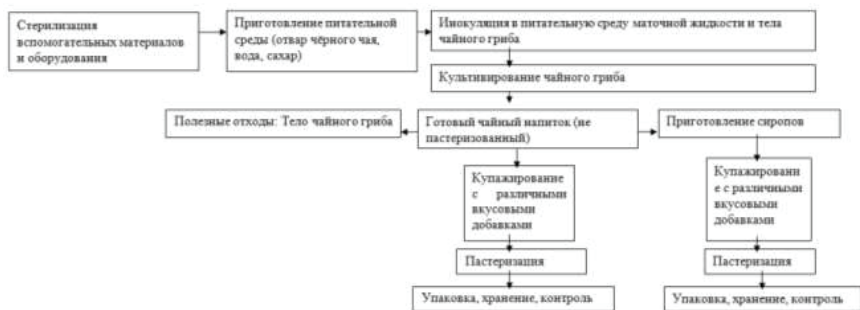 Стерилизация
вспомогательных материалов
и оборудования
Приготовление питательной
среды (отвар чёрного чая,
вода, сахар)
Инокуляция в питательную среду маточной жидкости и тела
чайного гриба
Культивирование чайного гриба
Полезные отходы: Тело чайного гриба
Готовый чайный напиток (не
пастеризованный)
Приготовление сиропов
Купажирование
с различными
вкусовыми
добавками
Купажировани
е с различными
вкусовыми
добавками
Пастеризация
Пастеризация
Упаковка, хранение, контроль
Упаковка, хранение, контроль